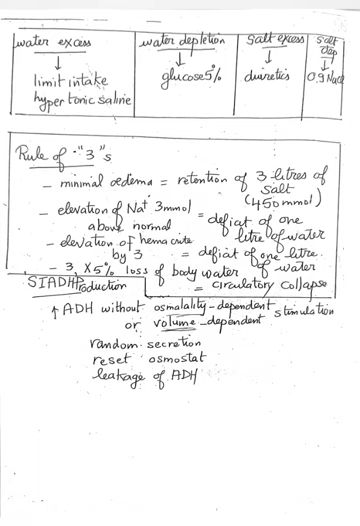 water excess water depletion Salt excess salt dep
↓ ↓ ↓ ↓
limit intake glucose 5% diuretics 0.9 NaCl
hyper tonic saline
Rule of "3"s
- minimal oedema = retention of 3 litres of salt
(450 mmol)
- elevation of Na+ 3mmol above normal = deficit of one litre of water
- elevation of hemacrite by 3 = deficit of one litre of water
- 3 x 5% loss of body water = circulatory collapse
SIADH Production
↑ ADH without osmolality-dependent stimulation
or volume-dependent
random secretion
reset osmostat
leakage of ADH